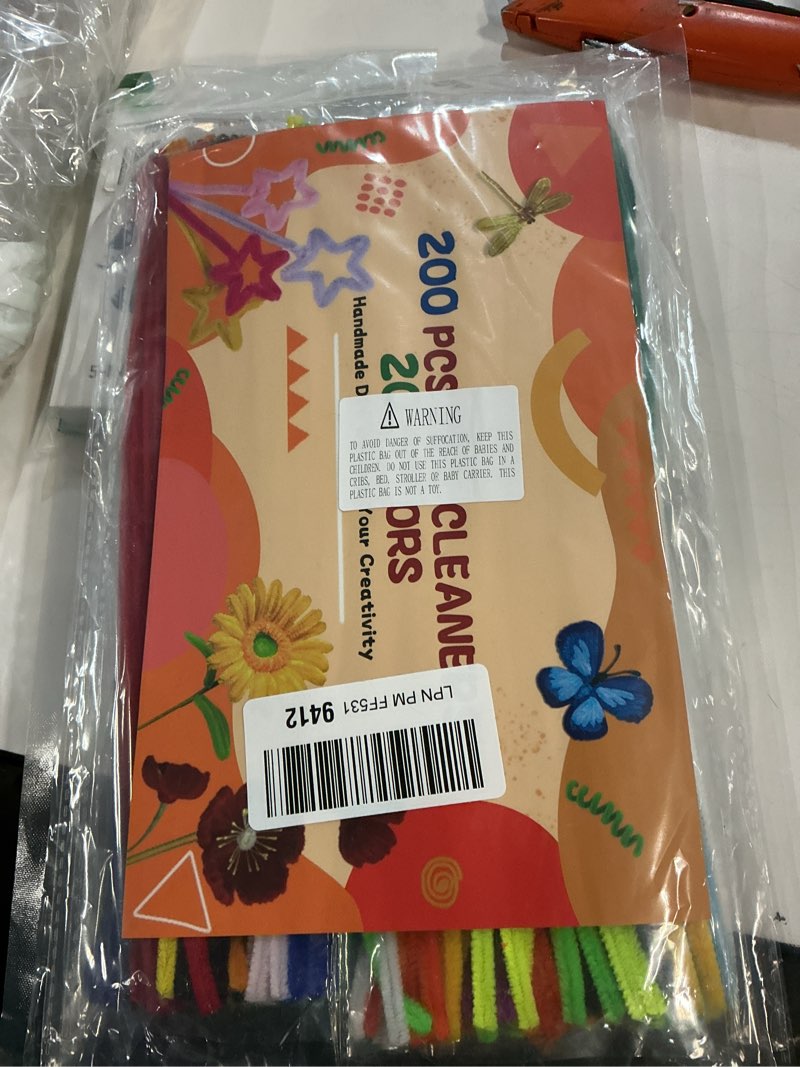 200 PCS CLEANE
20 ORS
Handmade D Your Creativity
WARNING
TO AVOID DANGER OF SUFFOCATION, KEEP THIS
PLASTIC BAG OUT OF THE REACH OF BABIES AND
CHILDREN. DO NOT USE THIS PLASTIC BAG IN A
CRIBS, BED, STROLLER OR BABY CARRIER. THIS
PLASTIC BAG IS NOT A TOY.
LPN PM FF531 9412